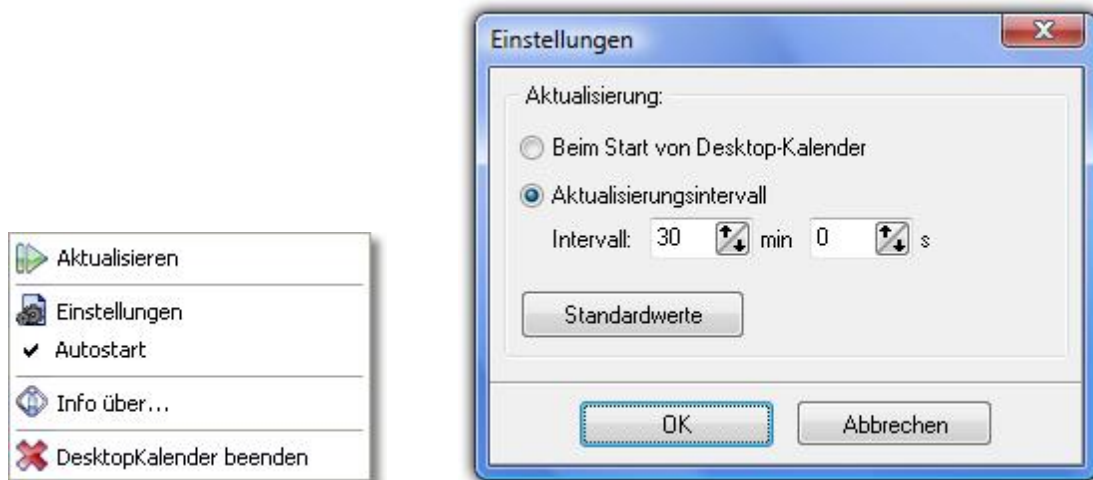 Aktualisieren
Einstellungen
Autostart
Info über...
DesktopKalender beenden
Einstellungen
Aktualisierung:
Beim Start von Desktop-Kalender
Aktualisierungsintervall
Intervall: 30 min 0 s
Standardwerte
OK Abbrechen